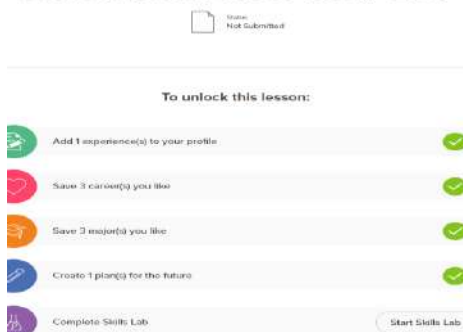 Status:
Not Submitted
To unlock this lesson:
Add 1 experience(s) to your profile
Save 3 career(s) you like
Save 3 major(s) you like
Create 1 plan(s) for the future
Complete Skills Lab
Start Skills Lab